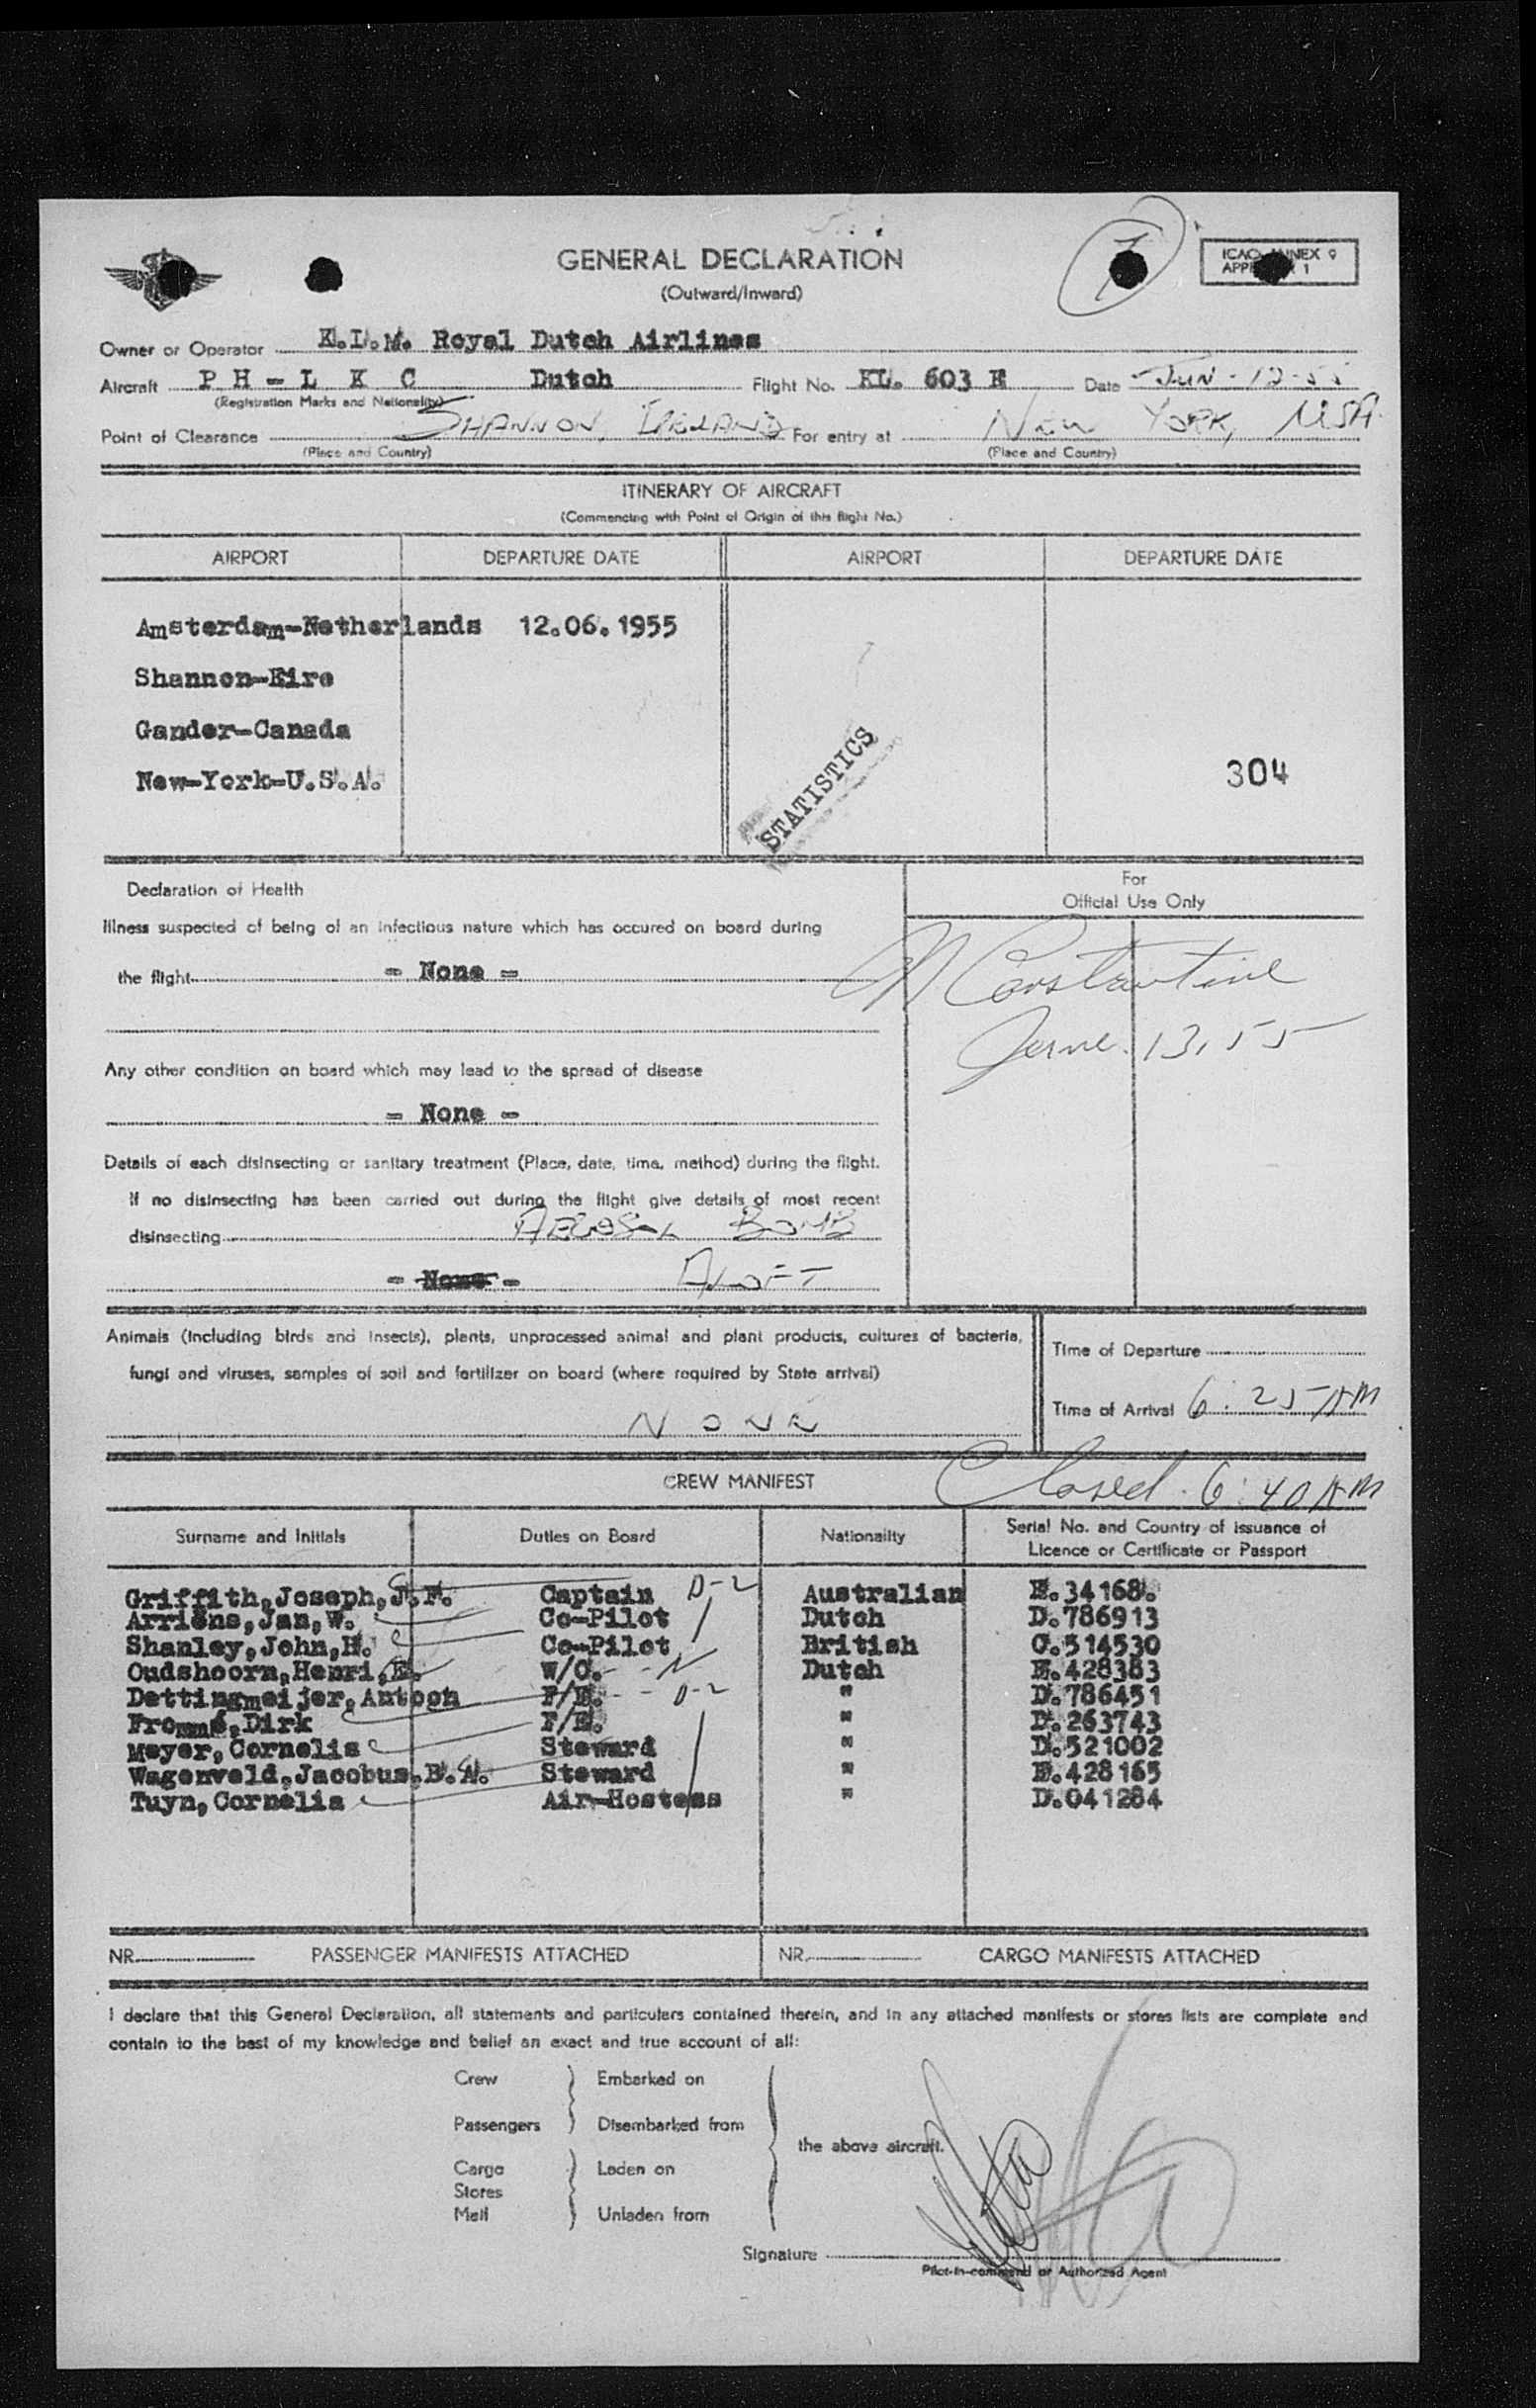 GENERAL DECLARATION
(Outward/Inward)
ICAO ANNEX 9
1
Owner or Operator K.L.M. Royal Dutch Airlines
Aircraft P H - L K C Dutch Flight No. KL. 603 E Date JUN-12-55
(Registration Marks and Nationality)
Point of Clearance SHANNON, IRELAND For entry at NEW YORK, USA.
(Place and Country) (Place and Country)
ITINERARY OF AIRCRAFT
(Commencing with Point of Origin of this flight No.)
AIRPORT DEPARTURE DATE AIRPORT DEPARTURE DATE
Amsterdam-Netherlands 12.06.1955
Shannon-Eire
Gander-Canada
New-York-U.S.A.
STATISTICS
304
Declaration of Health
For
Official Use Only
Illness suspected of being of an infectious nature which has occured on board during
the flight - None -
Constantine
June 13, 55
Any other condition on board which may lead to the spread of disease
- None -
Details of each disinsecting or sanitary treatment (Place, date, time, method) during the flight.
If no disinsecting has been carried out during the flight give details of most recent
disinsecting AEROSOL BOMB
- None - ALOFT
Animals (including birds and insects), plants, unprocessed animal and plant products, cultures of bacteria,
fungi and viruses, samples of soil and fertilizer on board (where required by State arrival)
NONE
Time of Departure
Time of Arrival 6:25 AM
CREW MANIFEST Closed. 6:40 AM
Surname and Initials Duties on Board Nationality Serial No. and Country of issuance of
Licence or Certificate or Passport
Griffith,Joseph,J.F. Captain D-2 Australian E.34168.
Arriëns,Jan,W. Co-Pilot Dutch D.786913
Shanley,John,H. Co-Pilot British C.514530
Oudshoorn,Henri,E. W/O. - - N Dutch E.428383
Dettingmeijer,Antoon F/E. - - D-2 " D.786451
Fromme,Dirk F/E. " D.263743
Meyer,Cornelis Steward " D.521002
Wagenveld,Jacobus,B.A. Steward " E.428165
Tuyn,Cornelia Air-Hostess " D.041284
NR. PASSENGER MANIFESTS ATTACHED NR. CARGO MANIFESTS ATTACHED
I declare that this General Declaration, all statements and particulers contained therein, and in any attached manifests or stores lists are complete and
contain to the best of my knowledge and belief an exact and true account of all:
Crew Embarked on
Passengers Disembarked from
the above aircraft.
Cargo Laden on
Stores
Mail Unladen from
Signature
Pilot-in-command or Authorized Agent